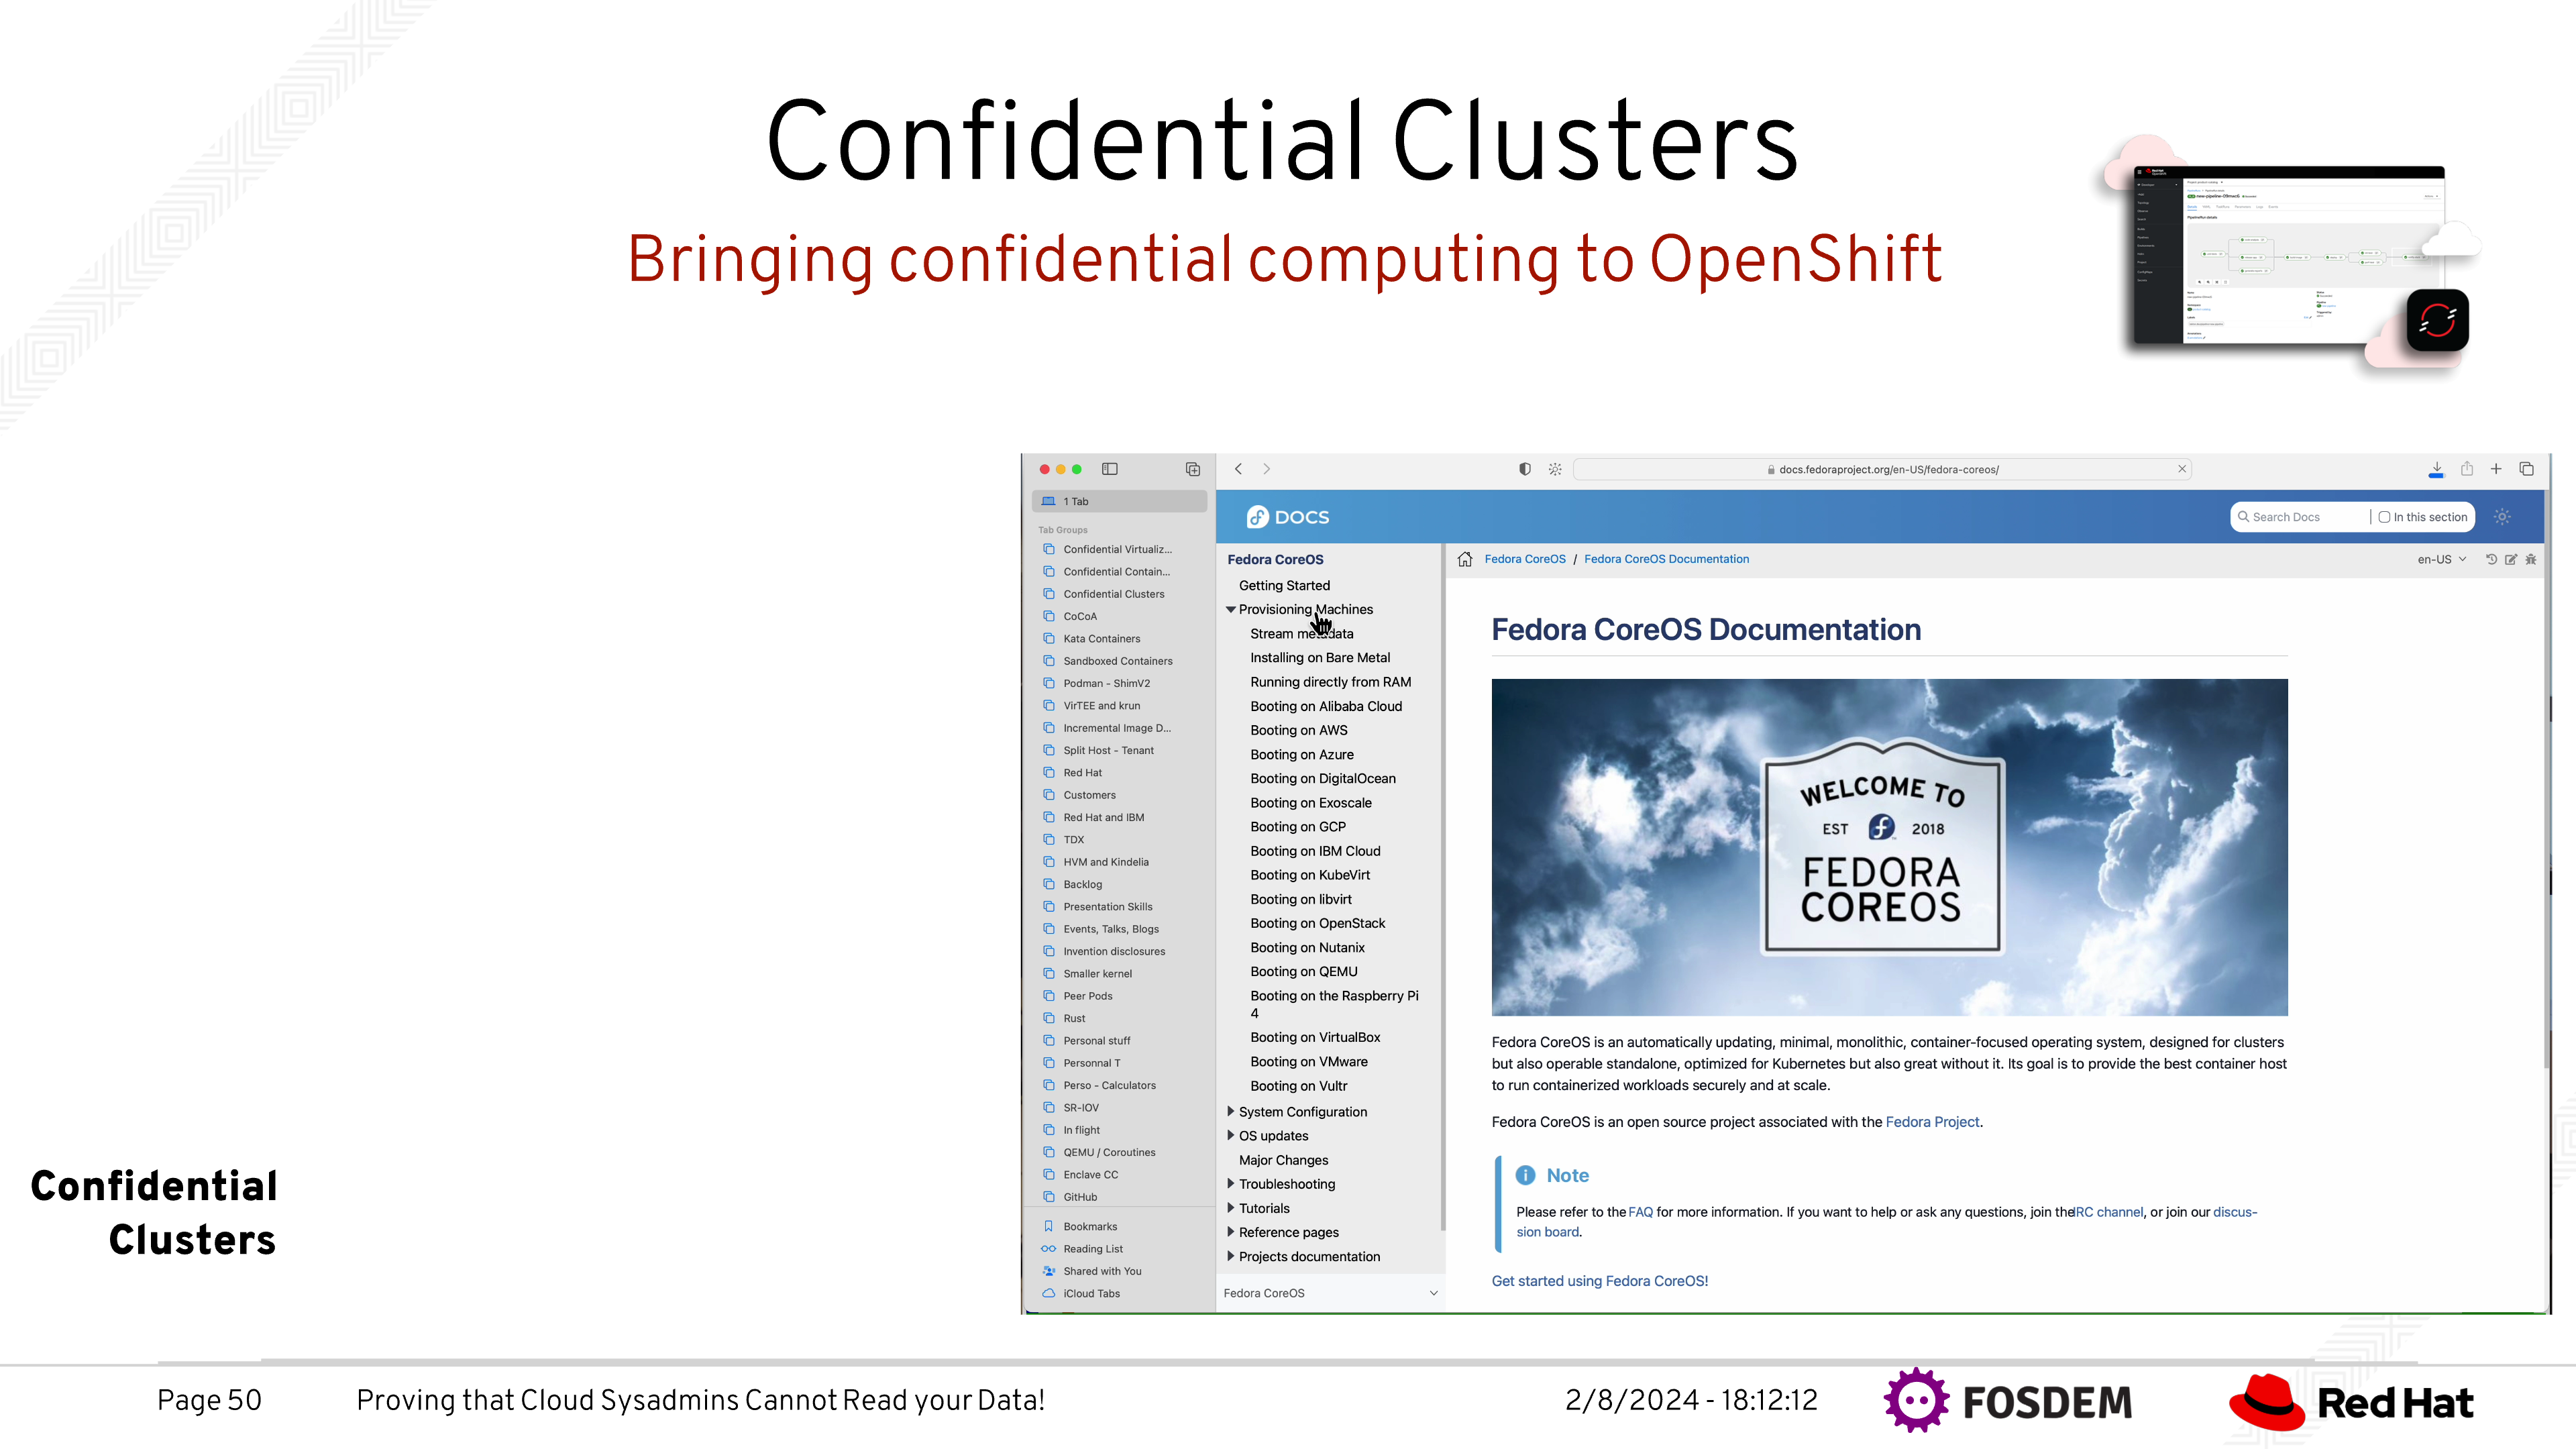 Confidential Clusters
Bringing confidential computing to OpenShift
docs.fedoraproject.org/en-US/fedora-coreos/
1 Tab
Tab Groups
Confidential Virtualiz...
Confidential Contain...
Confidential Clusters
CoCoA
Kata Containers
Sandboxed Containers
Podman - ShimV2
VirTEE and krun
Incremental Image D...
Split Host - Tenant
Red Hat
Customers
Red Hat and IBM
TDX
HVM and Kindelia
Backlog
Presentation Skills
Events, Talks, Blogs
Invention disclosures
Smaller kernel
Peer Pods
Rust
Personal stuff
Personnal T
Perso - Calculators
SR-IOV
In flight
QEMU / Coroutines
Enclave CC
GitHub
Bookmarks
Reading List
Shared with You
iCloud Tabs
DOCS
Search Docs
In this section
Fedora CoreOS
Getting Started
Provisioning Machines
Stream metadata
Installing on Bare Metal
Running directly from RAM
Booting on Alibaba Cloud
Booting on AWS
Booting on Azure
Booting on DigitalOcean
Booting on Exoscale
Booting on GCP
Booting on IBM Cloud
Booting on KubeVirt
Booting on libvirt
Booting on OpenStack
Booting on Nutanix
Booting on QEMU
Booting on the Raspberry Pi
4
Booting on VirtualBox
Booting on VMware
Booting on Vultr
System Configuration
OS updates
Major Changes
Troubleshooting
Tutorials
Reference pages
Projects documentation
Fedora CoreOS
Fedora CoreOS / Fedora CoreOS Documentation
en-US
Fedora CoreOS Documentation
WELCOME TO
EST 2018
FEDORA
COREOS
Fedora CoreOS is an automatically updating, minimal, monolithic, container-focused operating system, designed for clusters
but also operable standalone, optimized for Kubernetes but also great without it. Its goal is to provide the best container host
to run containerized workloads securely and at scale.
Fedora CoreOS is an open source project associated with the Fedora Project.
Note
Please refer to the FAQ for more information. If you want to help or ask any questions, join the IRC channel, or join our discus-
sion board.
Get started using Fedora CoreOS!
Confidential
Clusters
Page 50
Proving that Cloud Sysadmins Cannot Read your Data!
2/8/2024 - 18:12:12
FOSDEM
Red Hat